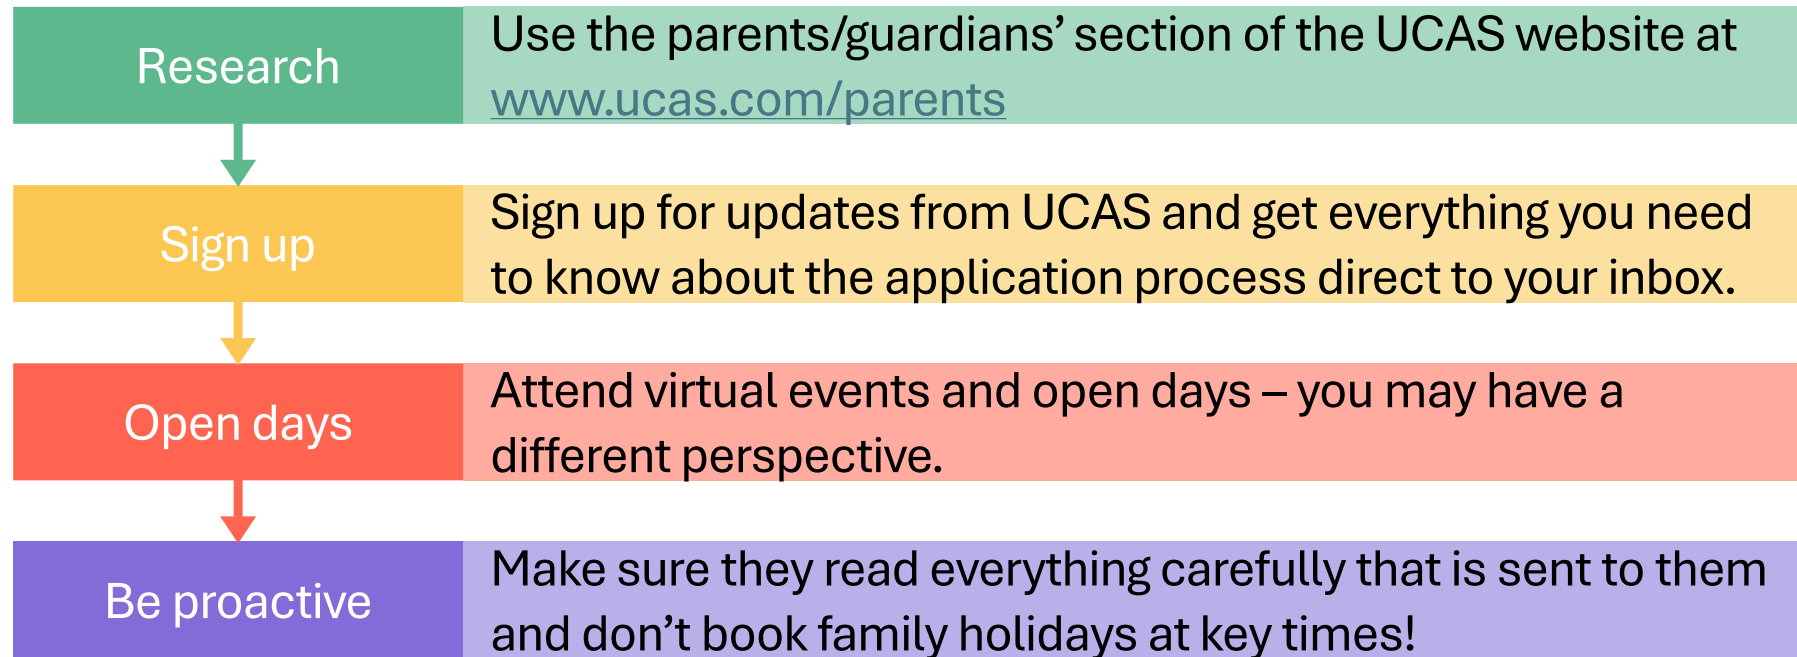 Research
Use the parents/guardians’ section of the UCAS website at
www.ucas.com/parents
Sign up
Sign up for updates from UCAS and get everything you need
to know about the application process direct to your inbox.
Open days
Attend virtual events and open days – you may have a
different perspective.
Be proactive
Make sure they read everything carefully that is sent to them
and don’t book family holidays at key times!